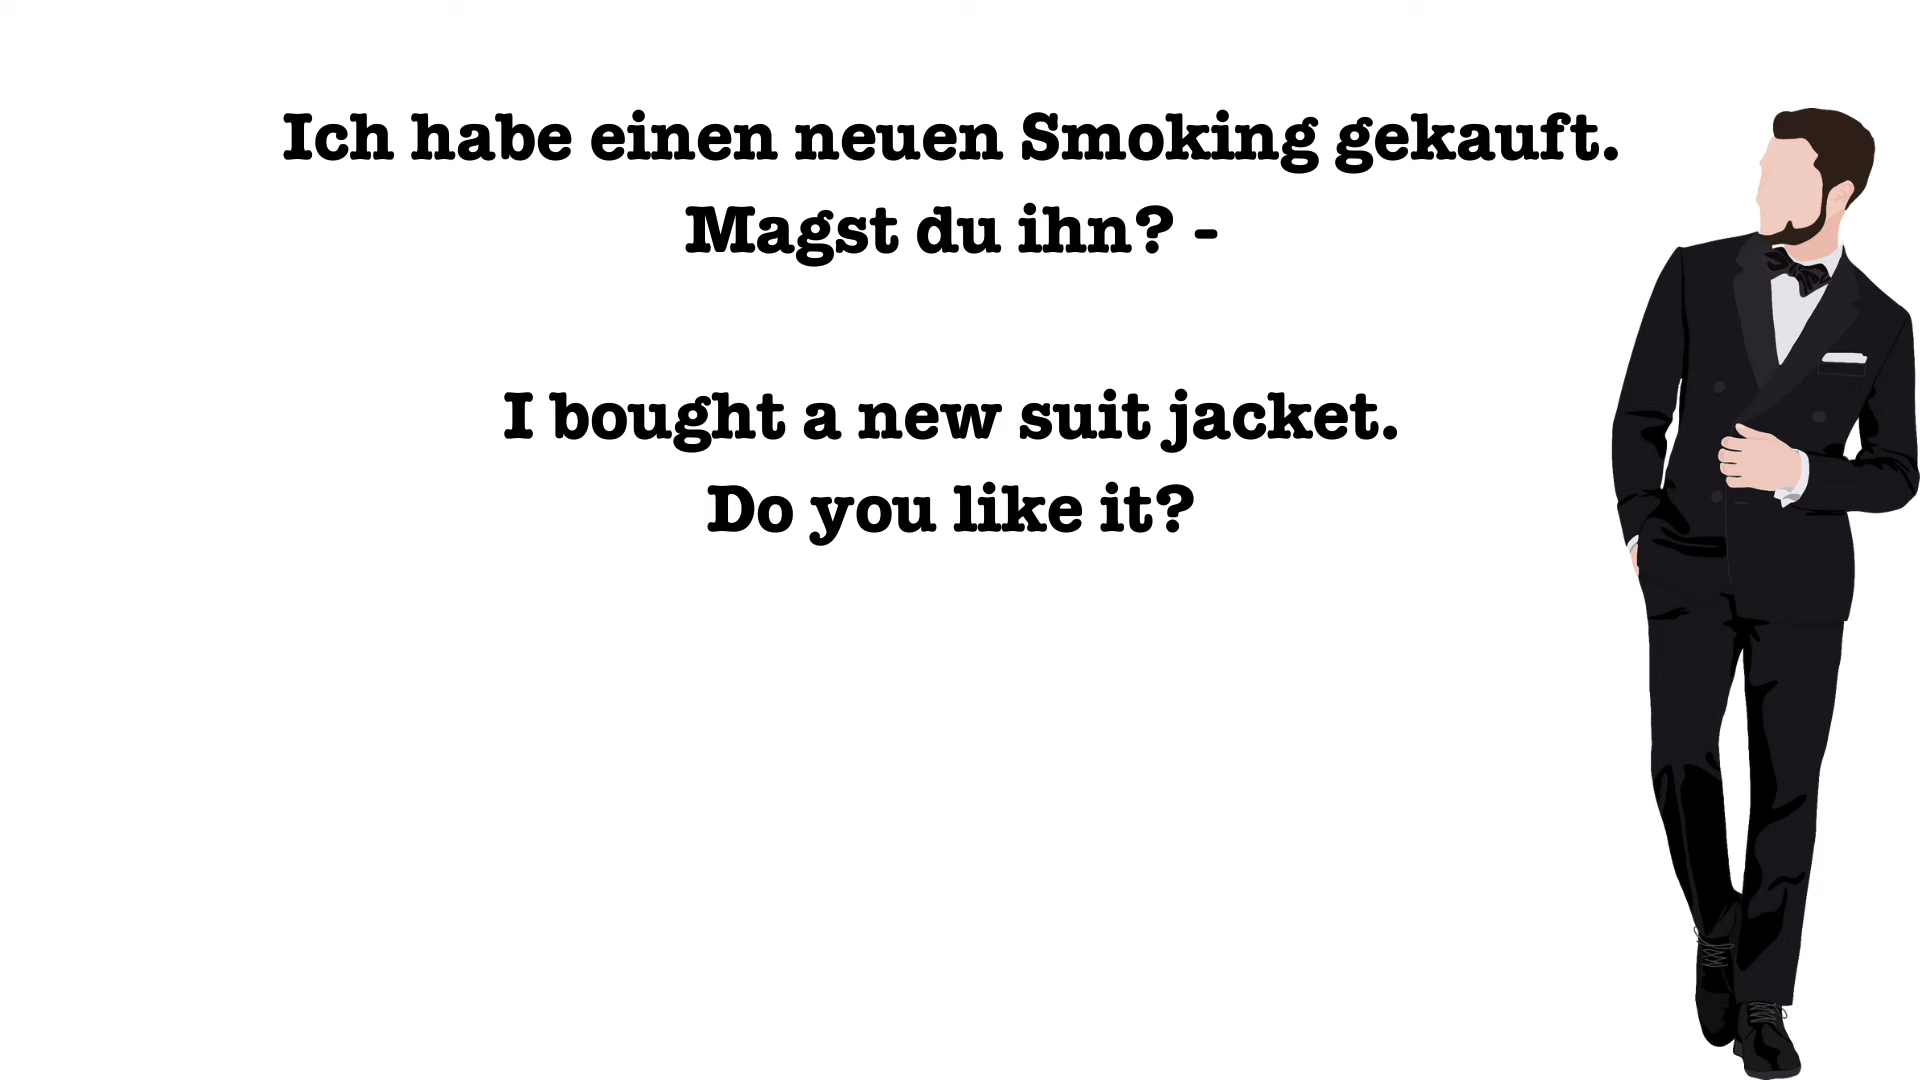 Ich habe einen neuen Smoking gekauft.
Magst du ihn? -
I bought a new suit jacket.
Do you like it?